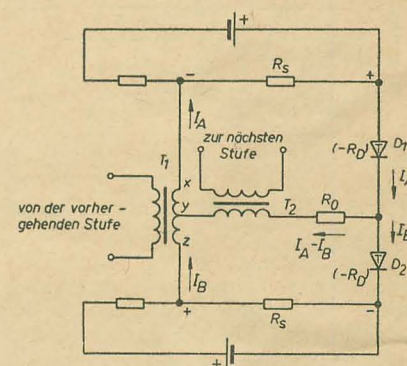 +
R_S
-
+
I_A
zur nächsten
Stufe
(-R_D)
D_1
T_1
x
y
T_2
R_0
von der vorher-
gehenden Stufe
z
I_A-I_B
I_B
D_2
I_B
(-R_D)
+
R_S
-
+